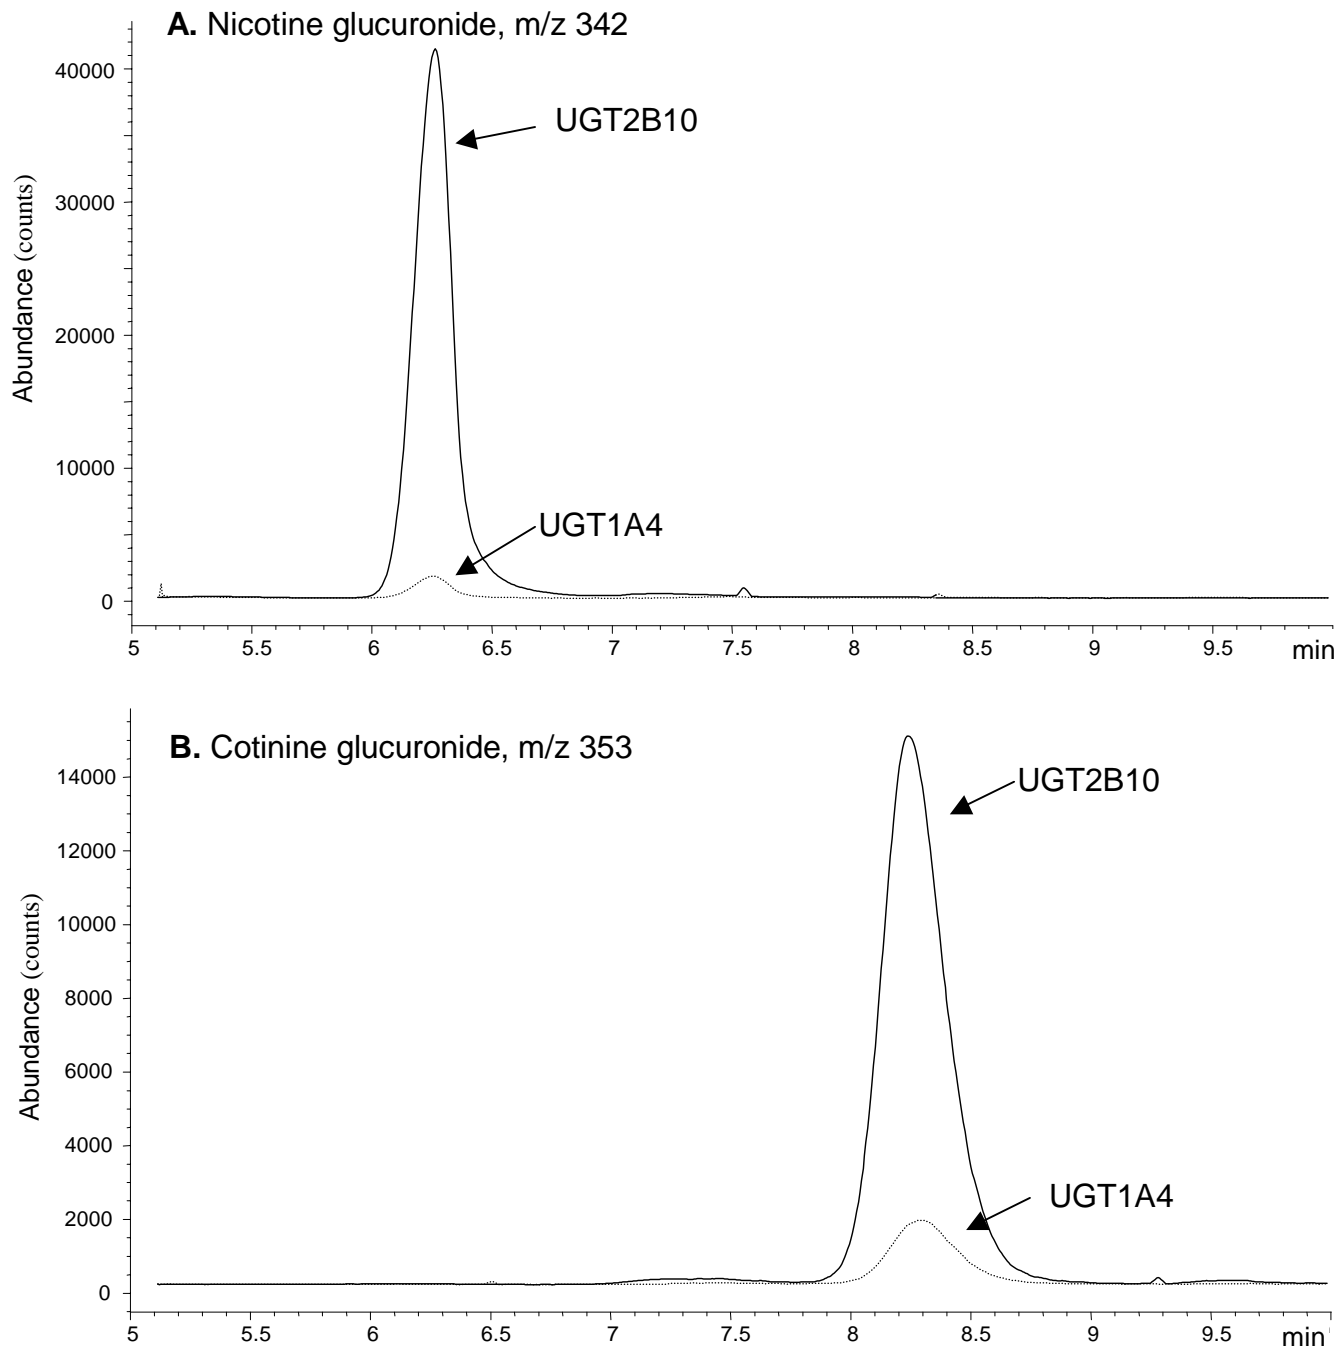 A. Nicotine glucuronide, m/z 342
40000
UGT2B10
30000
Abundance (counts)
20000
10000
UGT1A4
0
5 5.5 6 6.5 7 7.5 8 8.5 9 9.5 min
B. Cotinine glucuronide, m/z 353
14000
UGT2B10
12000
10000
Abundance (counts)
8000
6000
4000
UGT1A4
2000
0
5 5.5 6 6.5 7 7.5 8 8.5 9 9.5 min